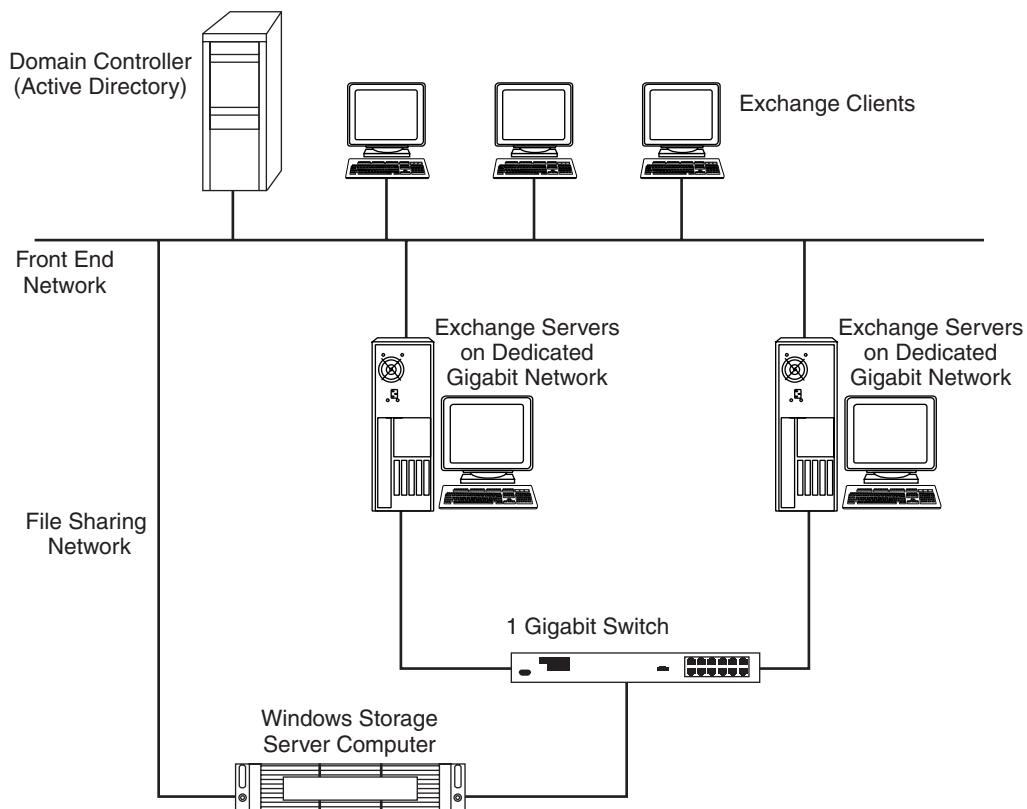 Domain Controller
(Active Directory)
Exchange Clients
Front End
Network
Exchange Servers
on Dedicated
Gigabit Network
Exchange Servers
on Dedicated
Gigabit Network
File Sharing
Network
1 Gigabit Switch
Windows Storage
Server Computer